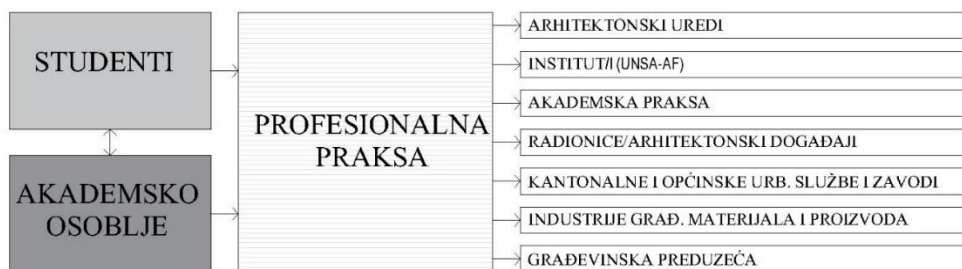 STUDENTI
AKADEMSKO
OSOBLJE
PROFESIONALNA
PRAKSA
ARHITEKTONSKI UREDI
INSTITUT/I (UNSA-AF)
AKADEMSKA PRAKSA
RADIONICE/ARHITEKTONSKI DOGAĐAJI
KANTONALNE I OPĆINSKE URB. SLUŽBE I ZAVODI
INDUSTRIJE GRAĐ. MATERIJALA I PROIZVODA
GRAĐEVINSKA PREDUZEĆA